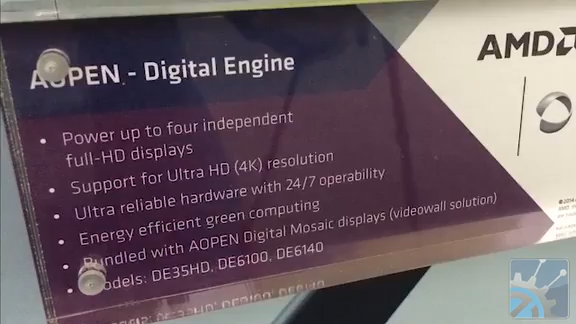 AOPEN - Digital Engine
• Power up to four independent
full-HD displays
• Support for Ultra HD (4K) resolution
• Ultra reliable hardware with 24/7 operability
• Energy efficient green computing
• Bundled with AOPEN Digital Mosaic displays (videowall solution)
• Models: DE35HD, DE6100, DE6140
AMD